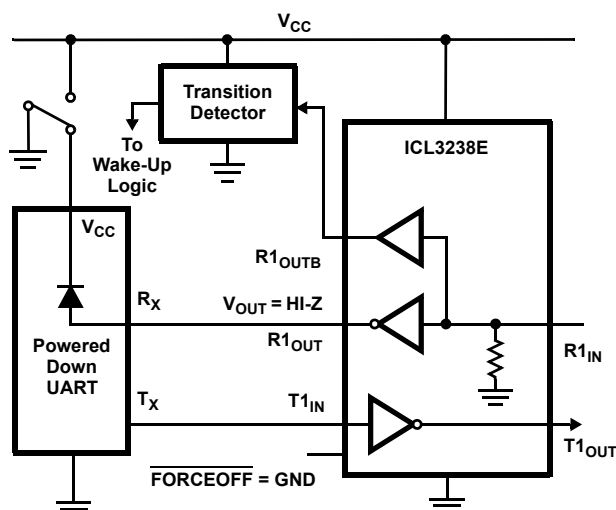 VCC
Transition
Detector
To
Wake-Up
Logic
ICL3238E
VCC
R1OUTB
RX
VOUT = HI-Z
R1OUT
R1IN
Powered
Down
UART
TX
T1IN
T1OUT
FORCEOFF = GND